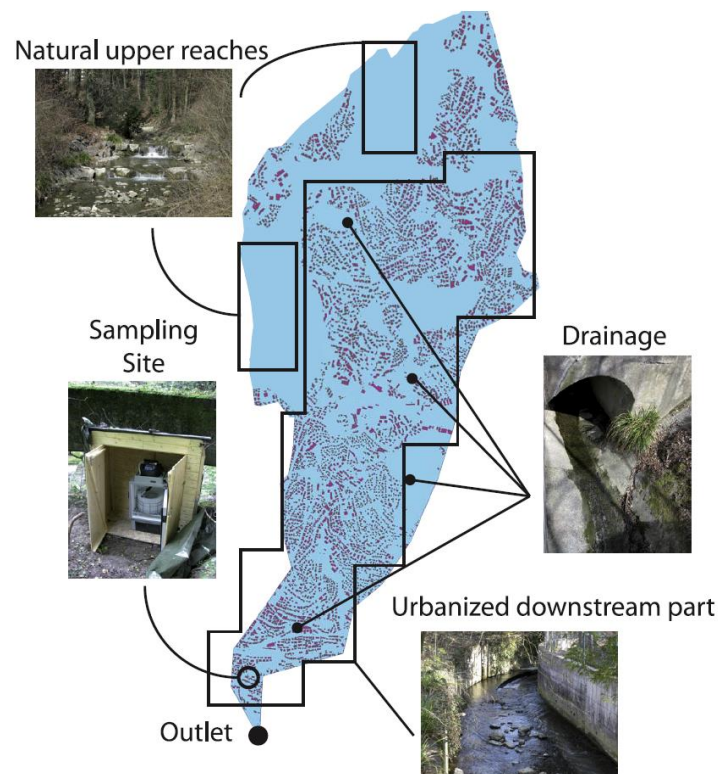 Natural upper reaches
Sampling
Site
Drainage
Urbanized downstream part
Outlet